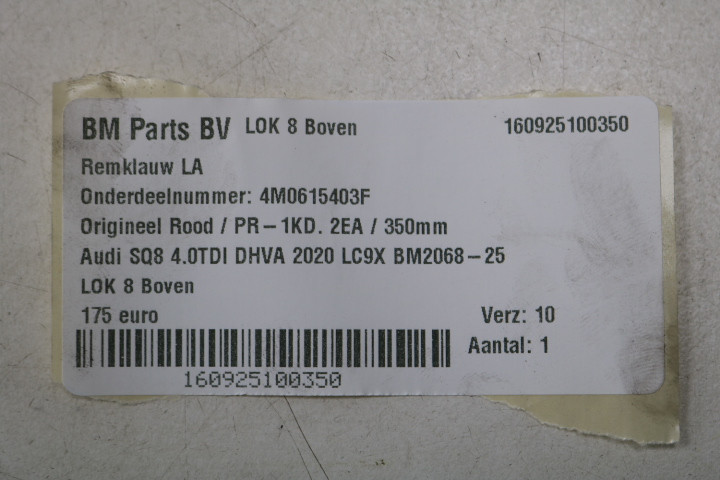 BM Parts BV LOK 8 Boven 160925100350
Remklauw LA
Onderdeelnummer: 4M0615403F
Origineel Rood / PR-1KD. 2EA / 350mm
Audi SQ8 4.0TDI DHVA 2020 LC9X BM2068-25
LOK 8 Boven
175 euro Verz: 10
Aantal: 1
160925100350